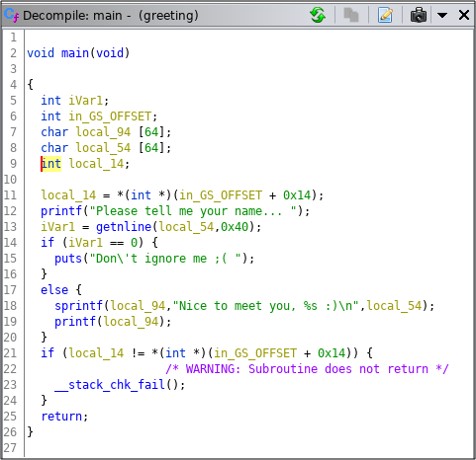 Decompile: main - (greeting)
1
2 void main(void)
3
4 {
5 int iVar1;
6 int in_GS_OFFSET;
7 char local_94 [64];
8 char local_54 [64];
9 int local_14;
10
11 local_14 = *(int *)(in_GS_OFFSET + 0x14);
12 printf("Please tell me your name... ");
13 iVar1 = getnline(local_54,0x40);
14 if (iVar1 == 0) {
15 puts("Don\'t ignore me ;( ");
16 }
17 else {
18 sprintf(local_94,"Nice to meet you, %s :)\n",local_54);
19 printf(local_94);
20 }
21 if (local_14 != *(int *)(in_GS_OFFSET + 0x14)) {
22 /* WARNING: Subroutine does not return */
23 __stack_chk_fail();
24 }
25 return;
26 }
27